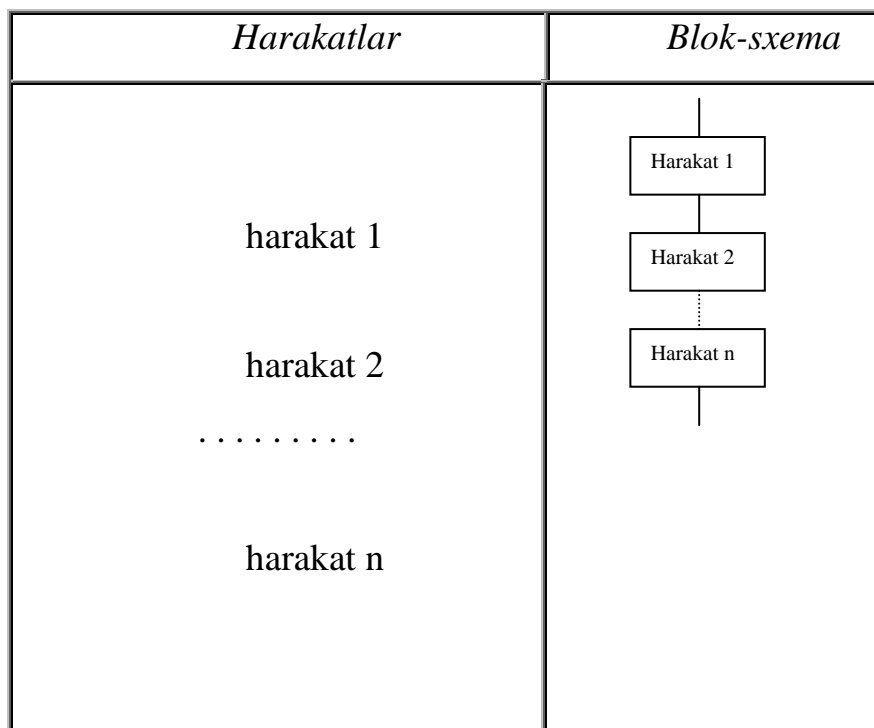 Harakatlar
Blok-sxema
harakat 1
harakat 2
. . . . . . . . .
harakat n
Harakat 1
Harakat 2
Harakat n